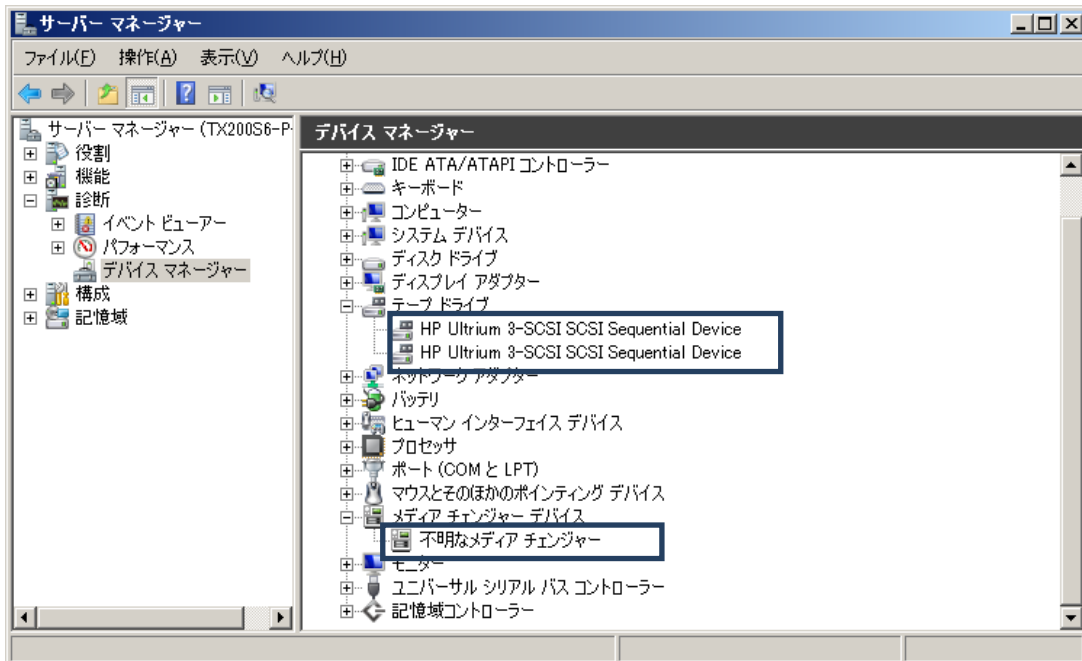 サーバー マネージャー
ファイル(F) 操作(A) 表示(V) ヘルプ(H)
サーバー マネージャー (TX200S6-P
役割
機能
診断
イベント ビューアー
パフォーマンス
デバイス マネージャー
構成
記憶域
デバイス マネージャー
IDE ATA/ATAPI コントローラー
キーボード
コンピューター
システム デバイス
ディスク ドライブ
ディスプレイ アダプター
テープ ドライブ
HP Ultrium 3-SCSI SCSI Sequential Device
HP Ultrium 3-SCSI SCSI Sequential Device
ネットワーク アダプター
バッテリ
ヒューマン インターフェイス デバイス
プロセッサ
ポート (COM と LPT)
マウスとそのほかのポインティング デバイス
メディア チェンジャー デバイス
不明なメディア チェンジャー
モニター
ユニバーサル シリアル バス コントローラー
記憶域コントローラー